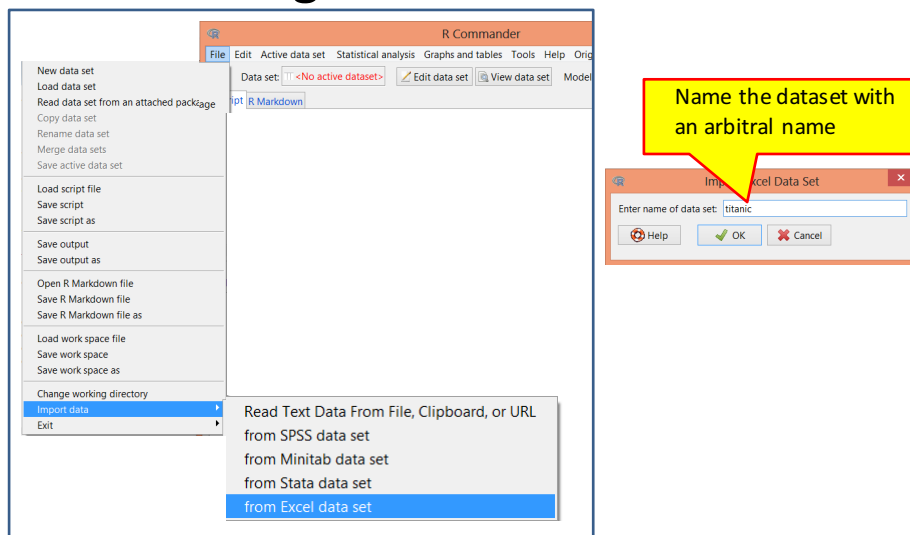 g
R Commander
File Edit Active data set Statistical analysis Graphs and tables Tools Help Orig
Data set: <No active dataset> Edit data set View data set Model
ipt R Markdown
New data set
Load data set
Read data set from an attached package
Copy data set
Rename data set
Merge data sets
Save active data set
Load script file
Save script
Save script as
Save output
Save output as
Open R Markdown file
Save R Markdown file
Save R Markdown file as
Load work space file
Save work space
Save work space as
Change working directory
Import data
Exit
Read Text Data From File, Clipboard, or URL
from SPSS data set
from Minitab data set
from Stata data set
from Excel data set
Name the dataset with
an arbitral name
Imp xcel Data Set
Enter name of data set: titanic
Help OK Cancel